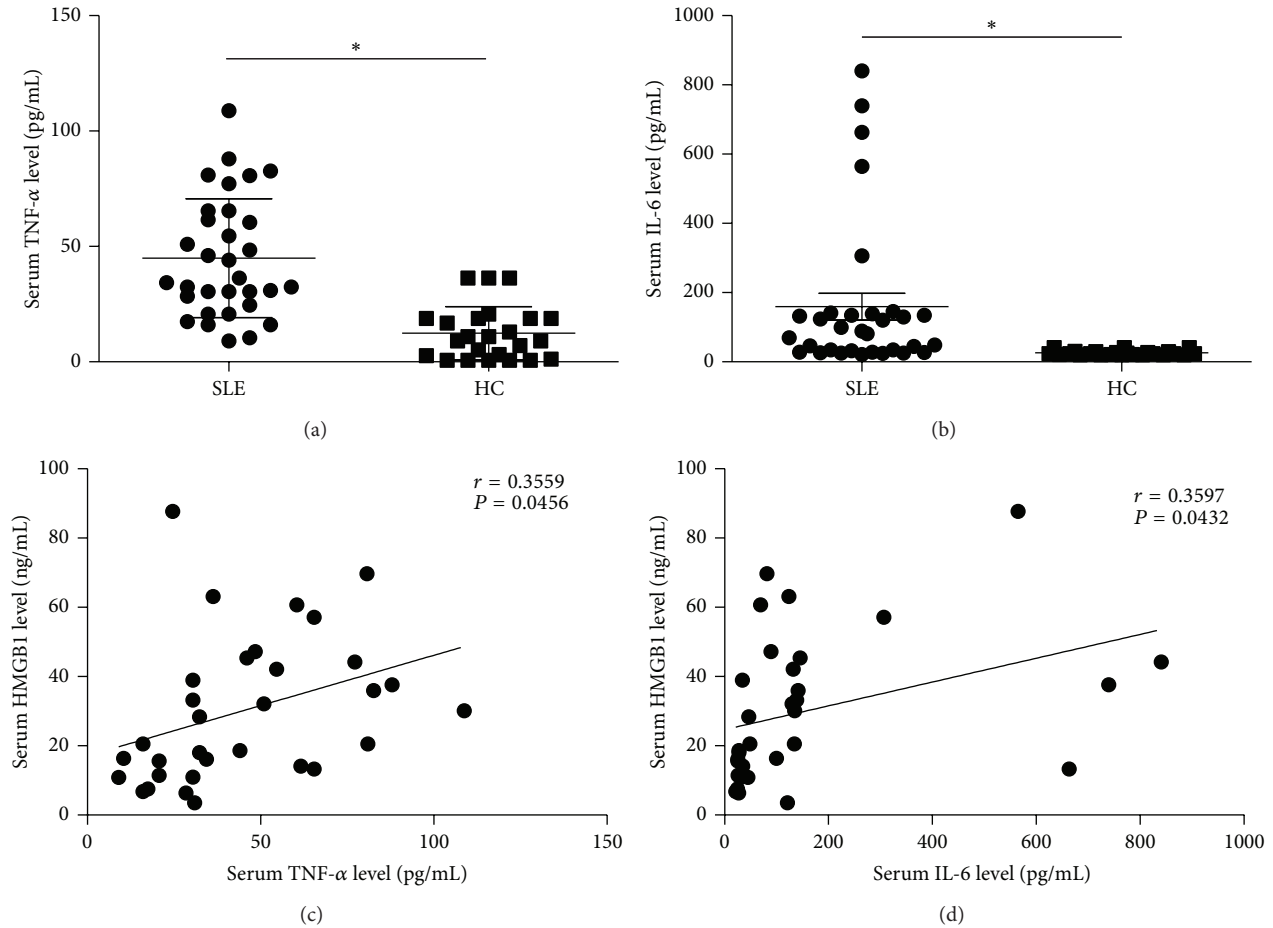 150
100
50
0
Serum TNF-α level (pg/mL)
*
SLE
HC
(a)
1000
800
600
400
200
0
Serum IL-6 level (pg/mL)
*
SLE
HC
(b)
100
80
60
40
20
0
Serum HMGB1 level (ng/mL)
r = 0.3559
P = 0.0456
0 50 100 150
Serum TNF-α level (pg/mL)
(c)
100
80
60
40
20
0
Serum HMGB1 level (ng/mL)
r = 0.3597
P = 0.0432
0 200 400 600 800 1000
Serum IL-6 level (pg/mL)
(d)